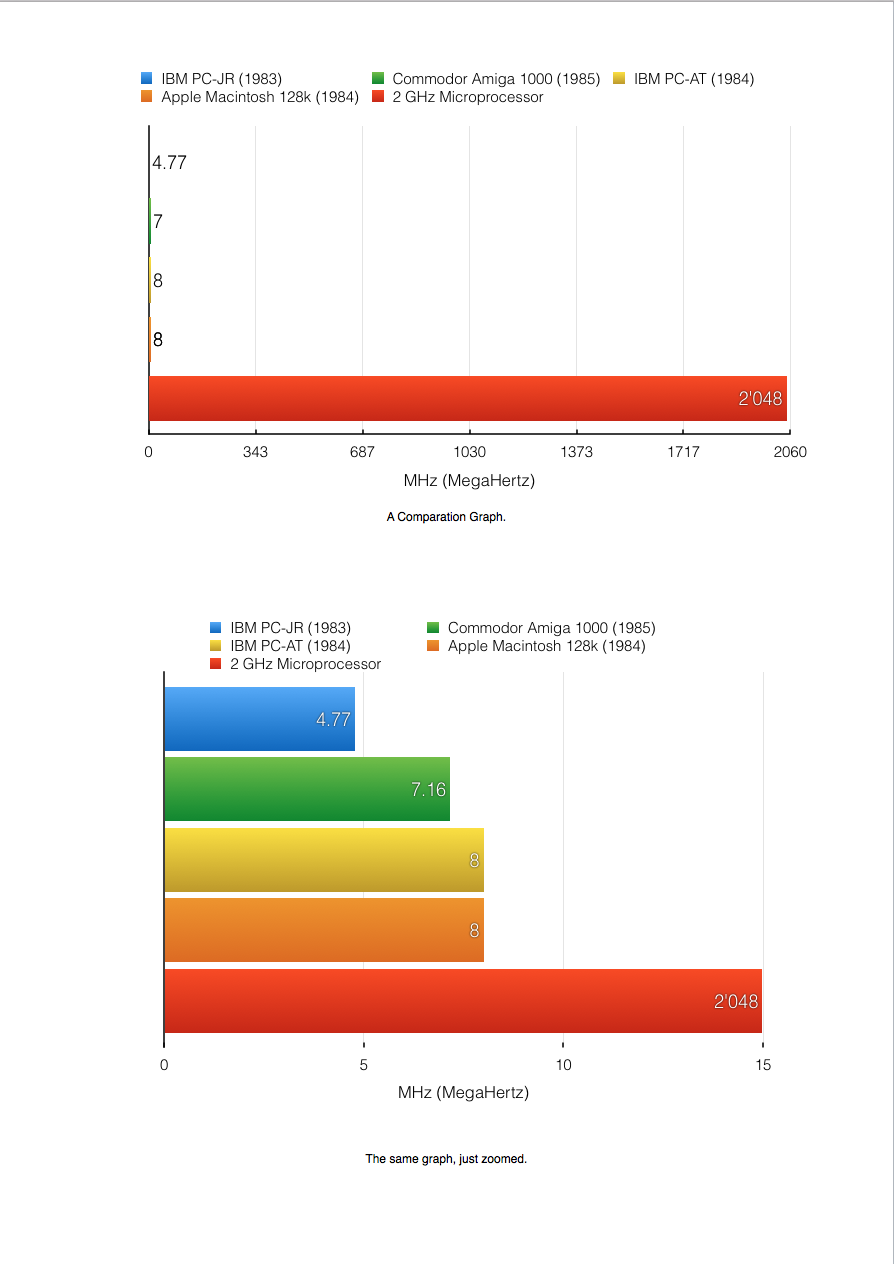 IBM PC-JR (1983) Commodor Amiga 1000 (1985) IBM PC-AT (1984)
Apple Macintosh 128k (1984) 2 GHz Microprocessor
4.77
7
8
8
2'048
0 343 687 1030 1373 1717 2060
MHz (MegaHertz)
A Comparation Graph.
IBM PC-JR (1983) Commodor Amiga 1000 (1985)
IBM PC-AT (1984) Apple Macintosh 128k (1984)
2 GHz Microprocessor
4.77
7.16
8
8
2'048
0 5 10 15
MHz (MegaHertz)
The same graph, just zoomed.